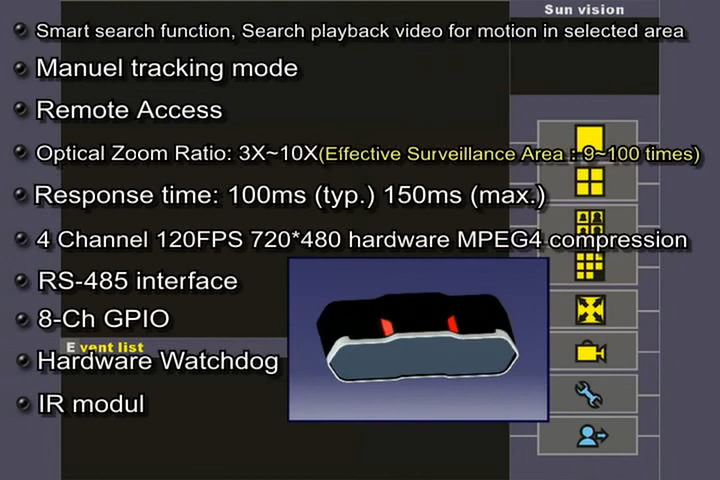 Sun vision
Smart search function, Search playback video for motion in selected area
Manuel tracking mode
Remote Access
Optical Zoom Ratio: 3X~10X(Effective Surveillance Area : 9~100 times)
Response time: 100ms (typ.) 150ms (max.)
4 Channel 120FPS 720*480 hardware MPEG4 compression
RS-485 interface
8-Ch GPIO
Event list
Hardware Watchdog
IR modul